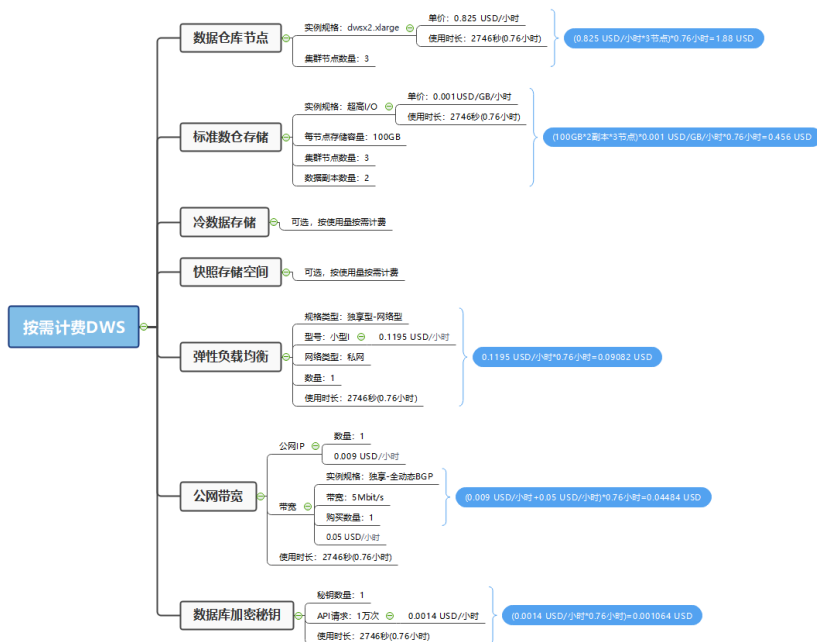 按需计费DWS
数据仓库节点
实例规格：dwsx2.xlarge
单价：0.825 USD/小时
使用时长：2746秒(0.76小时)
集群节点数量：3
(0.825 USD/小时*3节点)*0.76小时=1.88 USD
标准数仓存储
实例规格：超高I/O
单价：0.001USD/GB/小时
使用时长：2746秒(0.76小时)
每节点存储容量：100GB
集群节点数量：3
数据副本数量：2
(100GB*2副本*3节点)*0.001 USD/GB/小时*0.76小时=0.456 USD
冷数据存储
可选，按使用量按需计费
快照存储空间
可选，按使用量按需计费
弹性负载均衡
规格类型：独享型-网络型
型号：小型I
0.1195 USD/小时
网络类型：私网
数量：1
使用时长：2746秒(0.76小时)
0.1195 USD/小时*0.76小时=0.09082 USD
公网带宽
公网IP
数量：1
0.009 USD/小时
带宽
实例规格：独享-全动态BGP
带宽：5Mbit/s
购买数量：1
0.05 USD/小时
使用时长：2746秒(0.76小时)
(0.009 USD/小时+0.05 USD/小时)*0.76小时=0.04484 USD
数据库加密秘钥
秘钥数量：1
API请求：1万次
0.0014 USD/小时
使用时长：2746秒(0.76小时)
(0.0014 USD/小时*0.76小时)=0.001064 USD